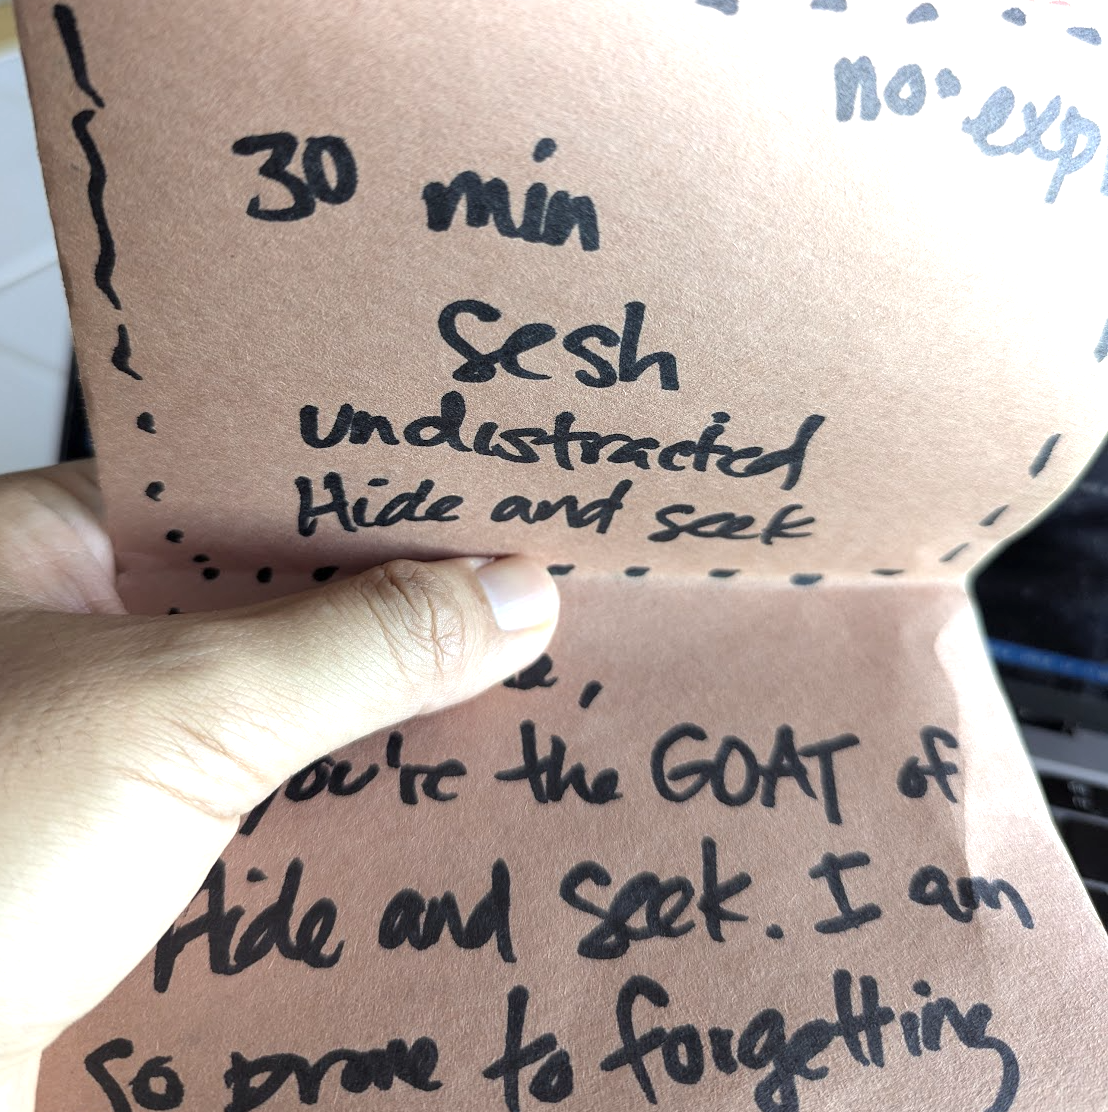 no exp
30 min
Sesh
undistracted
Hide and seek
you're the GOAT of
Hide and Seek. I am
so prone to forgetting